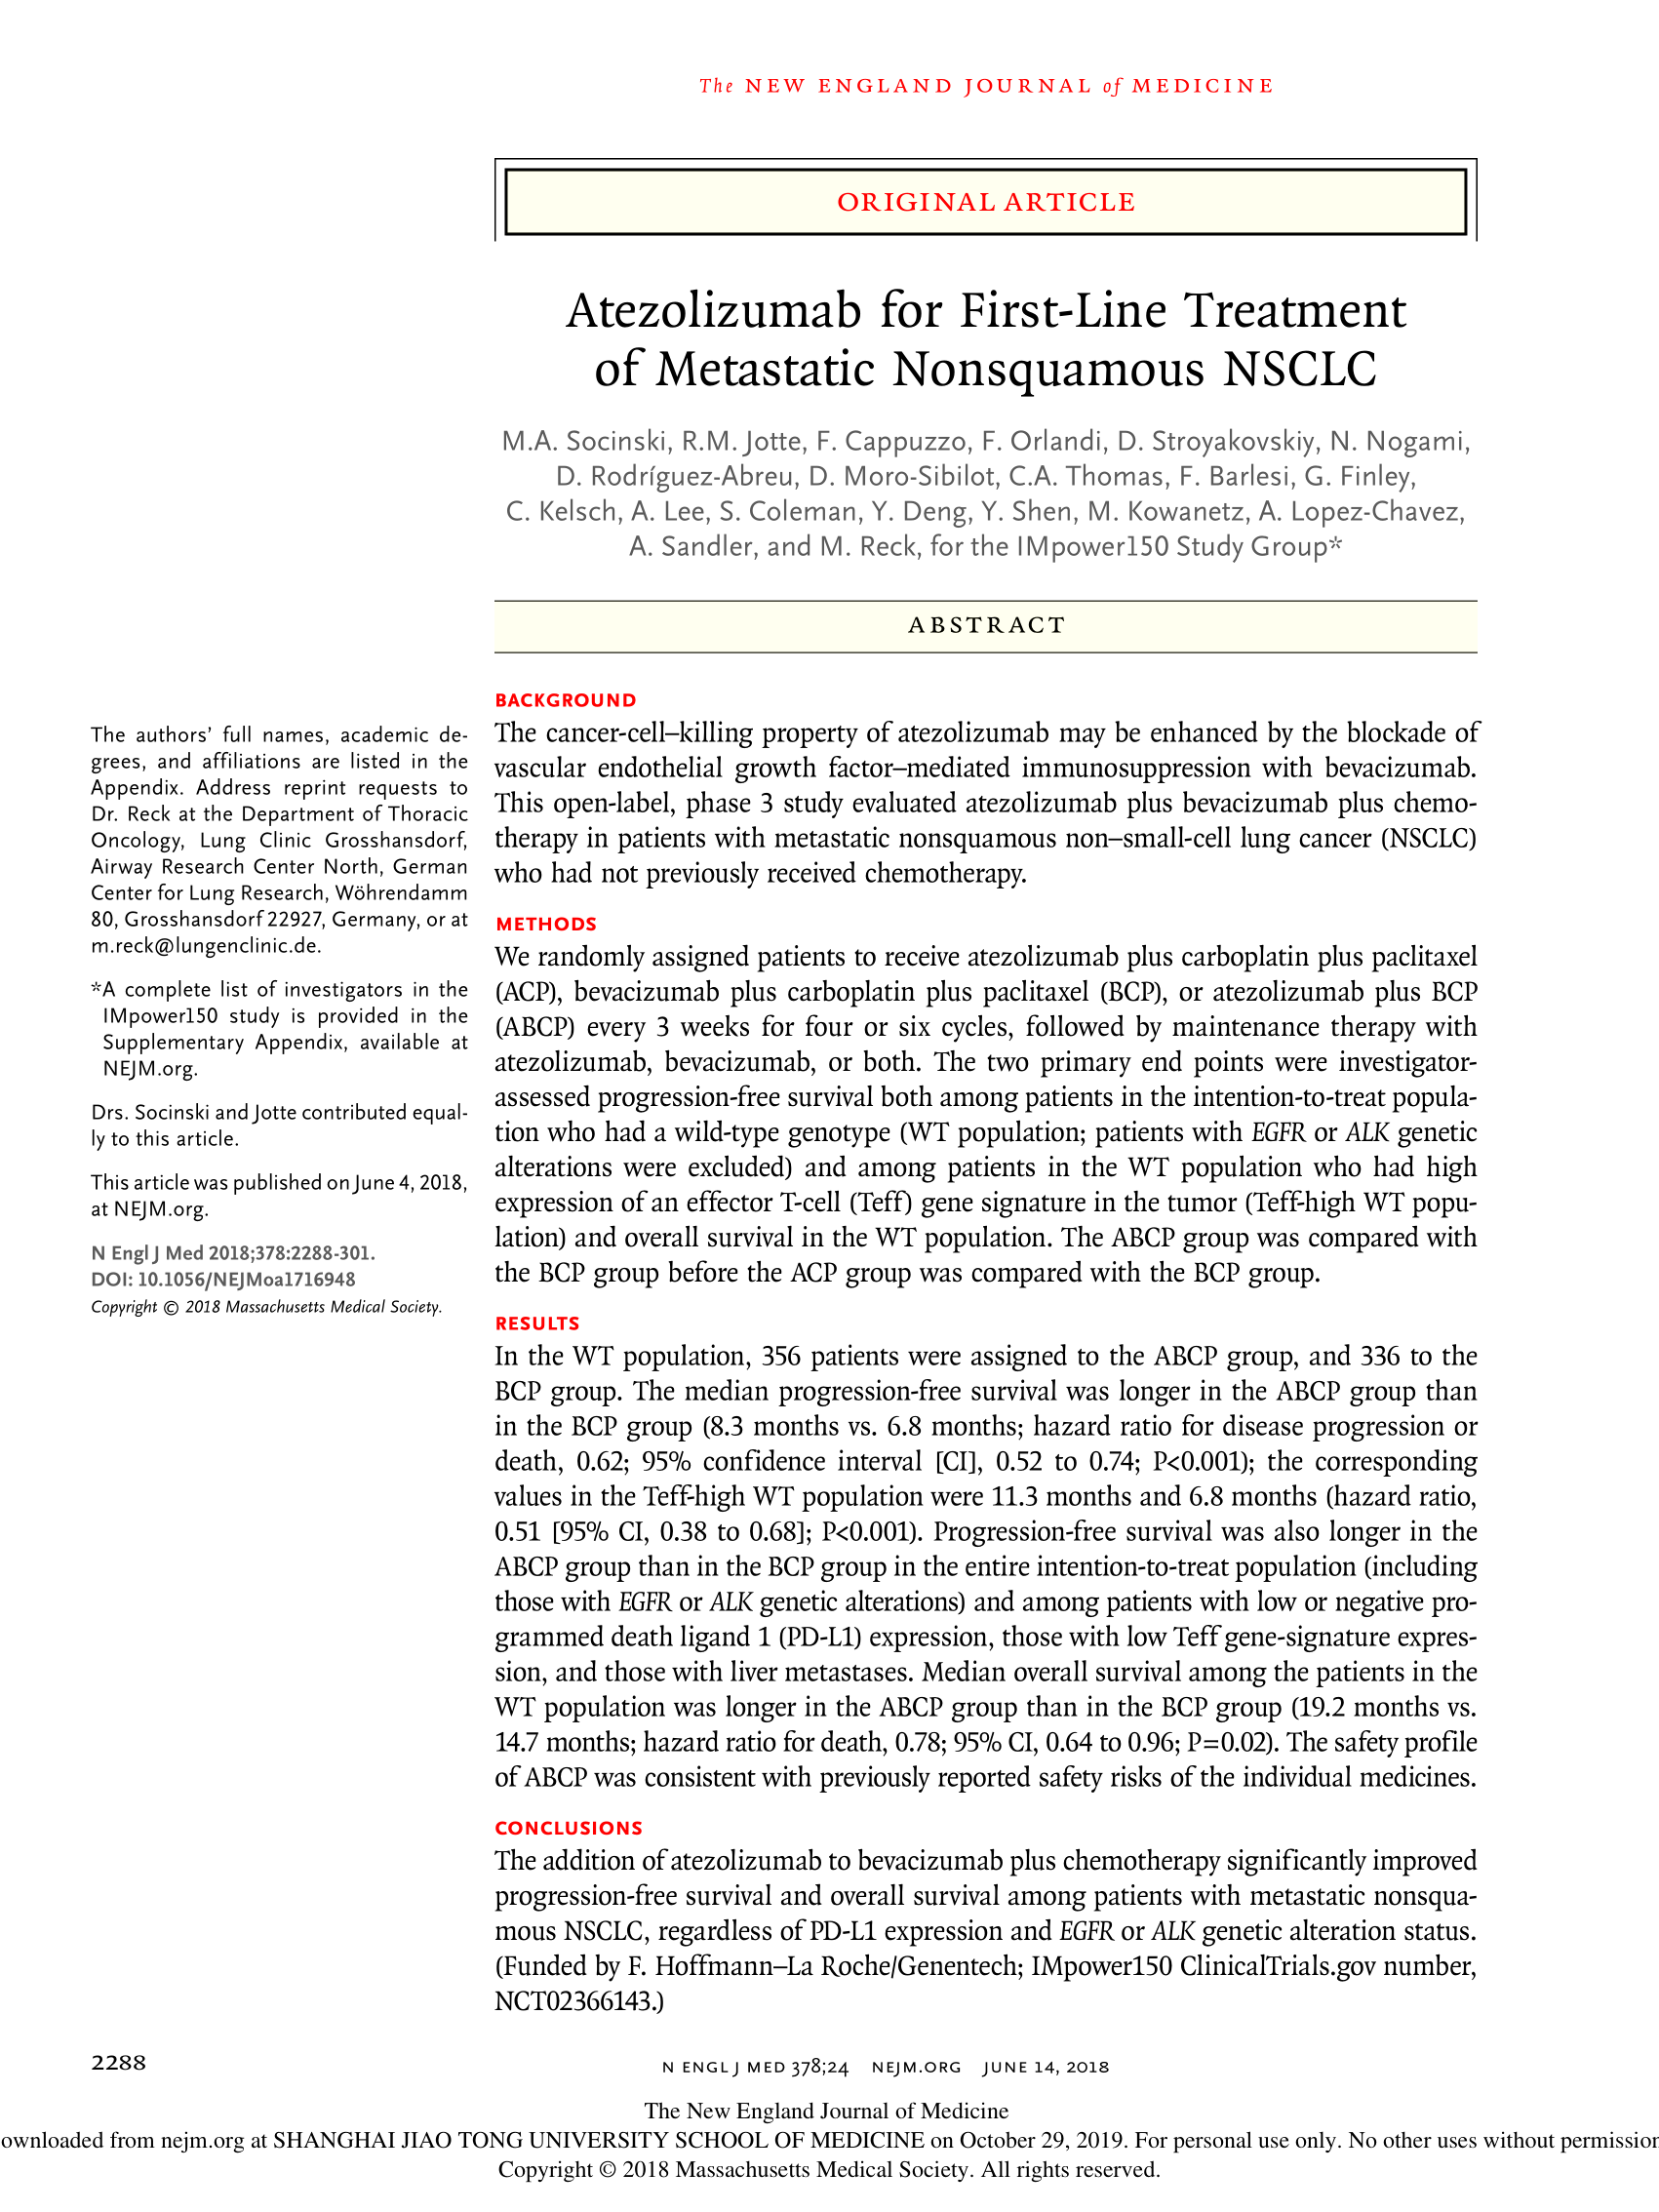 The NEW ENGLAND JOURNAL of MEDICINE
ORIGINAL ARTICLE
Atezolizumab for First-Line Treatment
of Metastatic Nonsquamous NSCLC
M.A. Socinski, R.M. Jotte, F. Cappuzzo, F. Orlandi, D. Stroyakovskiy, N. Nogami,
D. Rodríguez-Abreu, D. Moro-Sibilot, C.A. Thomas, F. Barlesi, G. Finley,
C. Kelsch, A. Lee, S. Coleman, Y. Deng, Y. Shen, M. Kowanetz, A. Lopez-Chavez,
A. Sandler, and M. Reck, for the IMpower150 Study Group*
ABSTRACT
The authors’ full names, academic de-
grees, and affiliations are listed in the
Appendix. Address reprint requests to
Dr. Reck at the Department of Thoracic
Oncology, Lung Clinic Grosshansdorf,
Airway Research Center North, German
Center for Lung Research, Wöhrendamm
80, Grosshansdorf 22927, Germany, or at
m.reck@lungenclinic.de.
*A complete list of investigators in the
IMpower150 study is provided in the
Supplementary Appendix, available at
NEJM.org.
Drs. Socinski and Jotte contributed equal-
ly to this article.
This article was published on June 4, 2018,
at NEJM.org.
N Engl J Med 2018;378:2288-301.
DOI: 10.1056/NEJMoa1716948
Copyright © 2018 Massachusetts Medical Society.
BACKGROUND
The cancer-cell–killing property of atezolizumab may be enhanced by the blockade of
vascular endothelial growth factor–mediated immunosuppression with bevacizumab.
This open-label, phase 3 study evaluated atezolizumab plus bevacizumab plus chemo-
therapy in patients with metastatic nonsquamous non–small-cell lung cancer (NSCLC)
who had not previously received chemotherapy.
METHODS
We randomly assigned patients to receive atezolizumab plus carboplatin plus paclitaxel
(ACP), bevacizumab plus carboplatin plus paclitaxel (BCP), or atezolizumab plus BCP
(ABCP) every 3 weeks for four or six cycles, followed by maintenance therapy with
atezolizumab, bevacizumab, or both. The two primary end points were investigator-
assessed progression-free survival both among patients in the intention-to-treat popula-
tion who had a wild-type genotype (WT population; patients with EGFR or ALK genetic
alterations were excluded) and among patients in the WT population who had high
expression of an effector T-cell (Teff) gene signature in the tumor (Teff-high WT popu-
lation) and overall survival in the WT population. The ABCP group was compared with
the BCP group before the ACP group was compared with the BCP group.
RESULTS
In the WT population, 356 patients were assigned to the ABCP group, and 336 to the
BCP group. The median progression-free survival was longer in the ABCP group than
in the BCP group (8.3 months vs. 6.8 months; hazard ratio for disease progression or
death, 0.62; 95% confidence interval [CI], 0.52 to 0.74; P<0.001); the corresponding
values in the Teff-high WT population were 11.3 months and 6.8 months (hazard ratio,
0.51 [95% CI, 0.38 to 0.68]; P<0.001). Progression-free survival was also longer in the
ABCP group than in the BCP group in the entire intention-to-treat population (including
those with EGFR or ALK genetic alterations) and among patients with low or negative pro-
grammed death ligand 1 (PD-L1) expression, those with low Teff gene-signature expres-
sion, and those with liver metastases. Median overall survival among the patients in the
WT population was longer in the ABCP group than in the BCP group (19.2 months vs.
14.7 months; hazard ratio for death, 0.78; 95% CI, 0.64 to 0.96; P=0.02). The safety profile
of ABCP was consistent with previously reported safety risks of the individual medicines.
CONCLUSIONS
The addition of atezolizumab to bevacizumab plus chemotherapy significantly improved
progression-free survival and overall survival among patients with metastatic nonsqua-
mous NSCLC, regardless of PD-L1 expression and EGFR or ALK genetic alteration status.
(Funded by F. Hoffmann–La Roche/Genentech; IMpower150 ClinicalTrials.gov number,
NCT02366143.)
2288
N ENGL J MED 378;24 NEJM.ORG JUNE 14, 2018
The New England Journal of Medicine
ownloaded from nejm.org at SHANGHAI JIAO TONG UNIVERSITY SCHOOL OF MEDICINE on October 29, 2019. For personal use only. No other uses without permission
Copyright © 2018 Massachusetts Medical Society. All rights reserved.